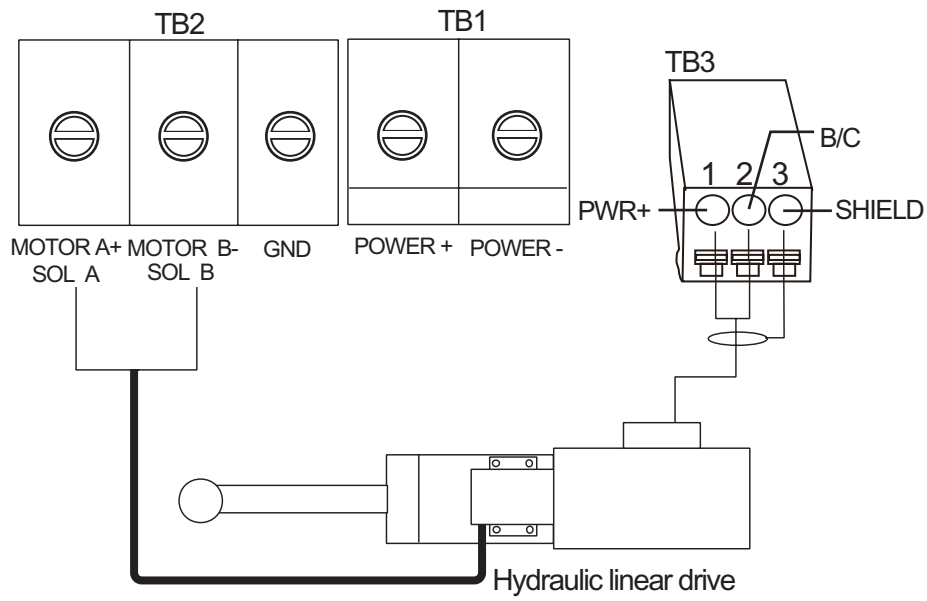 TB2
TB1
TB3
B/C
1 2 3
PWR+
SHIELD
MOTOR A+
SOL A
MOTOR B-
SOL B
GND
POWER +
POWER -
Hydraulic linear drive